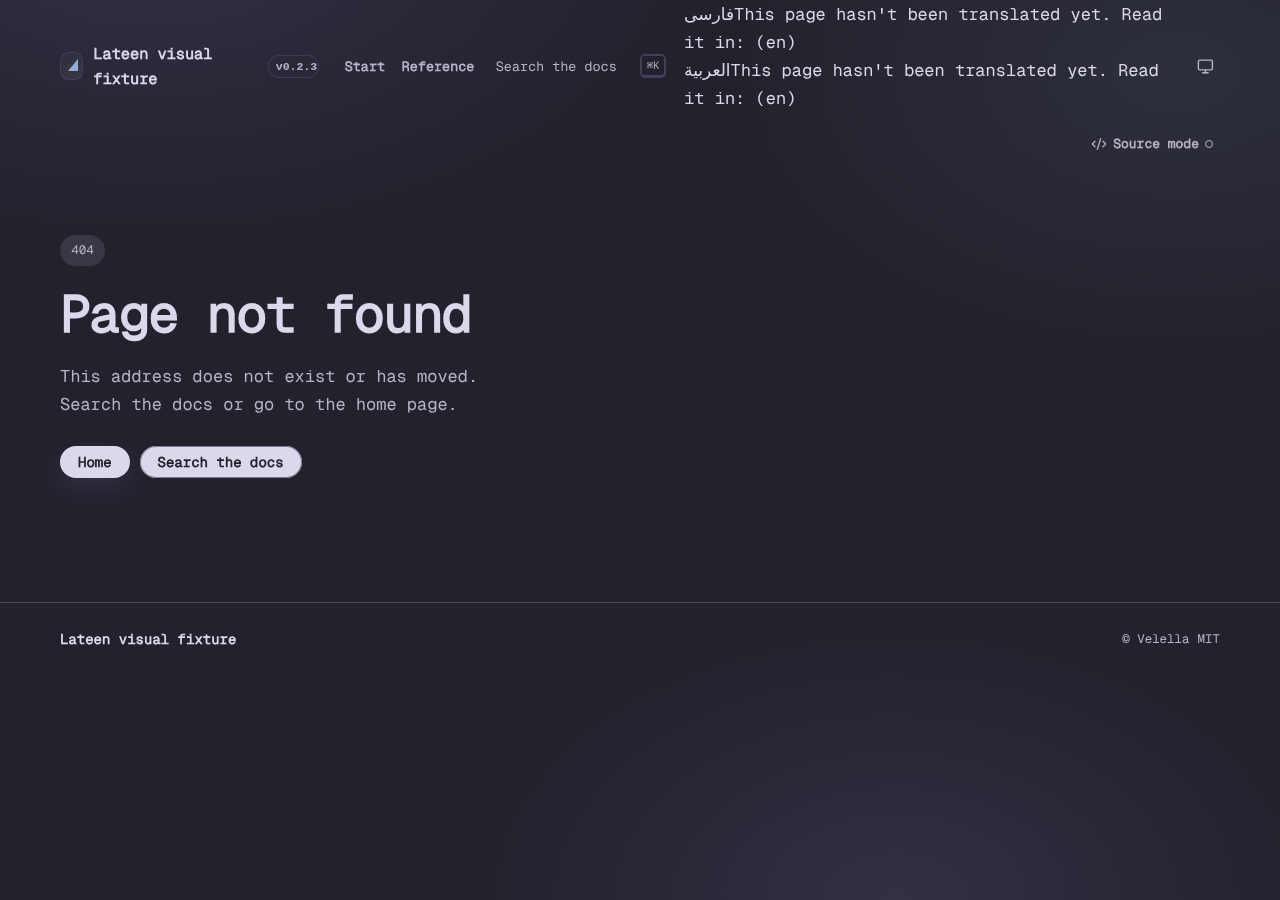 Lateen visual
fixture
v0.2.3
Start
Reference
Search the docs
⌘K
فارسیThis page hasn't been translated yet. Read
it in: (en)
العربيةThis page hasn't been translated yet. Read
it in: (en)
Source mode
404
Page not found
This address does not exist or has moved.
Search the docs or go to the home page.
Home
Search the docs
Lateen visual fixture
© Velella MIT